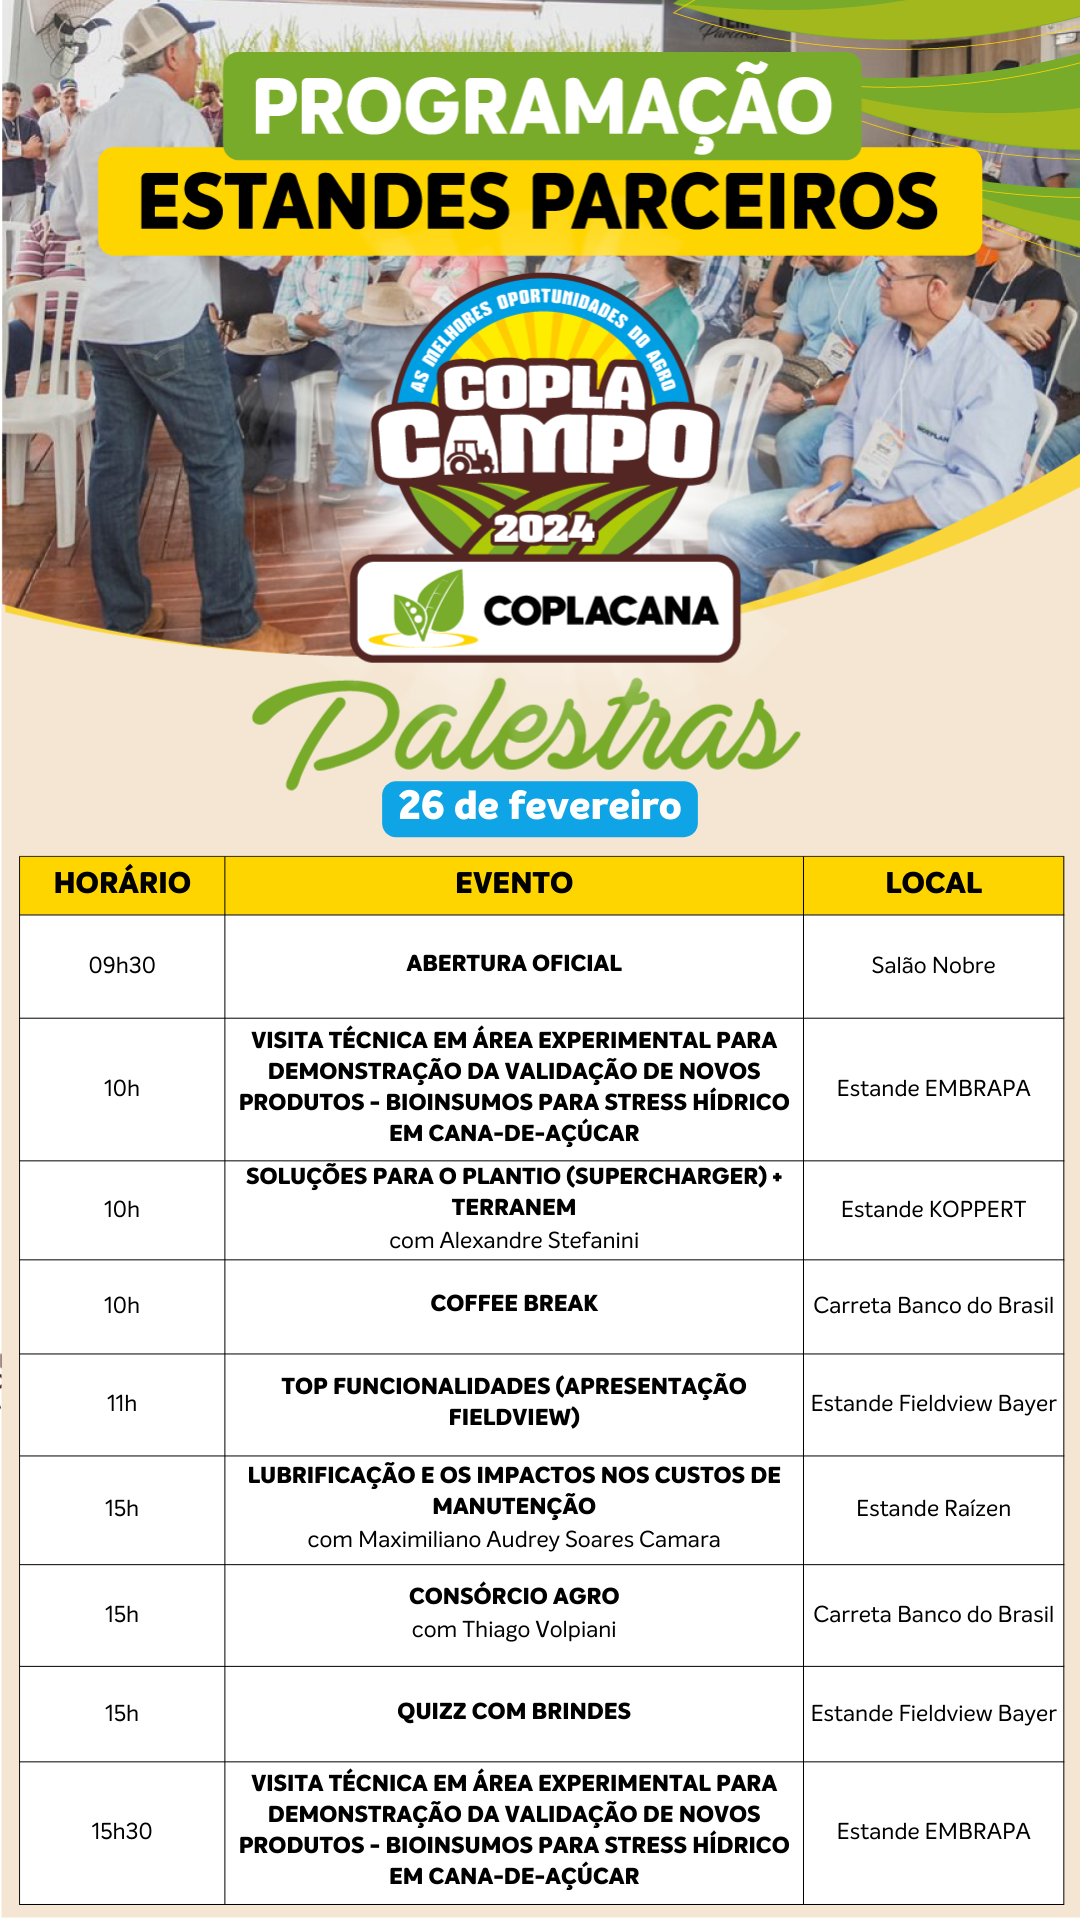 TEM
Parceria
PROGRAMAÇÃO
ESTANDES PARCEIROS
AS MELHORES OPORTUNIDADES DO AGRO
COPLA
CAMPO
2024
COPLACANA
Palestras
26 de fevereiro
HORÁRIO EVENTO LOCAL
09h30 ABERTURA OFICIAL Salão Nobre
VISITA TÉCNICA EM ÁREA EXPERIMENTAL PARA
DEMONSTRAÇÃO DA VALIDAÇÃO DE NOVOS
10h PRODUTOS - BIOINSUMOS PARA STRESS HÍDRICO Estande EMBRAPA
EM CANA-DE-AÇÚCAR
SOLUÇÕES PARA O PLANTIO (SUPERCHARGER) +
10h TERRANEM Estande KOPPERT
com Alexandre Stefanini
10h COFFEE BREAK Carreta Banco do Brasil
TOP FUNCIONALIDADES (APRESENTAÇÃO
11h FIELDVIEW) Estande Fieldview Bayer
LUBRIFICAÇÃO E OS IMPACTOS NOS CUSTOS DE
15h MANUTENÇÃO Estande Raízen
com Maximiliano Audrey Soares Camara
CONSÓRCIO AGRO
15h com Thiago Volpiani Carreta Banco do Brasil
15h QUIZZ COM BRINDES Estande Fieldview Bayer
VISITA TÉCNICA EM ÁREA EXPERIMENTAL PARA
DEMONSTRAÇÃO DA VALIDAÇÃO DE NOVOS
15h30 PRODUTOS - BIOINSUMOS PARA STRESS HÍDRICO Estande EMBRAPA
EM CANA-DE-AÇÚCAR